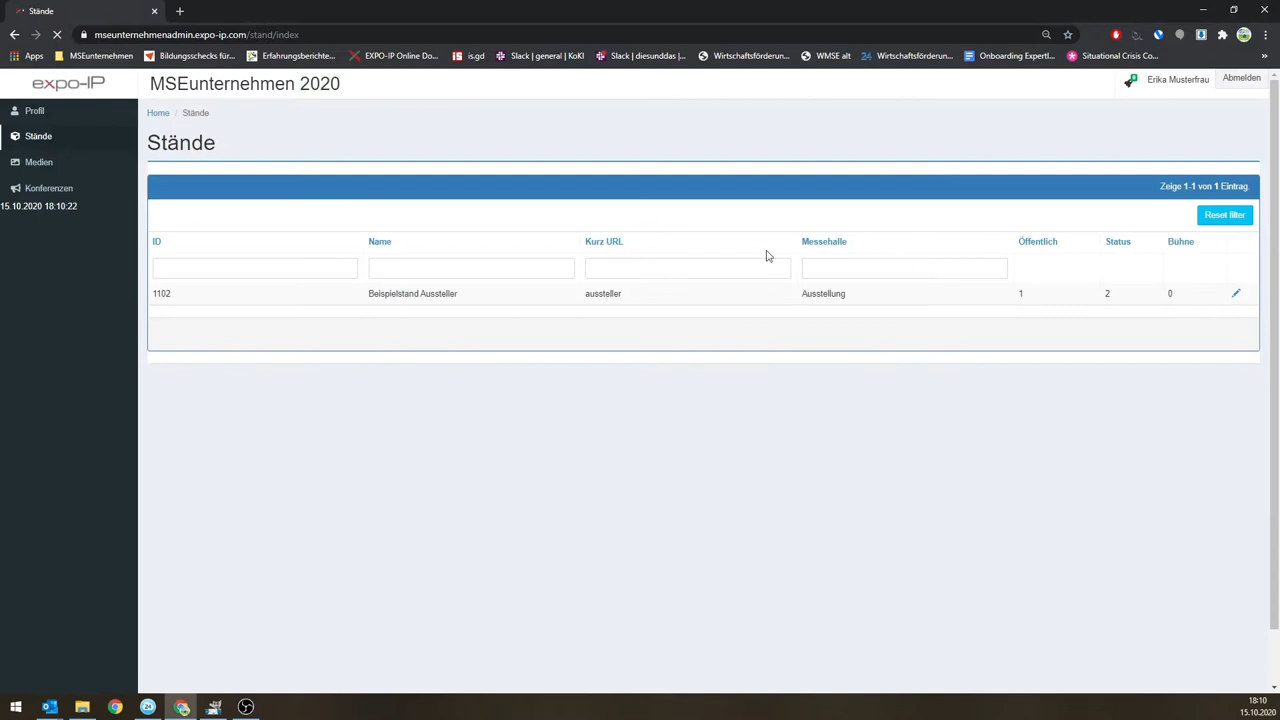 Stände
mseunternehmenadmin.expo-ip.com/stand/index
Apps MSEunternehmen Bildungsschecks für... Erfahrungsberichte... EXPO-IP Online Do... is.gd Slack | general | KoKI Slack | diesunddas |... Wirtschaftsförderun... WMSE alt 24 Wirtschaftsförderun... Onboarding Expertl... Situational Crisis Co... »
expo-IP MSEunternehmen 2020 Erika Musterfrau Abmelden
Profil
Stände
Medien
Konferenzen
15.10.2020 18:10:22
Home / Stände
Stände
Zeige 1-1 von 1 Eintrag.
Reset filter
ID Name Kurz URL Messehalle Öffentlich Status Bühne
1102 Beispielstand Aussteller aussteller Ausstellung 1 2 0
18:10
15.10.2020